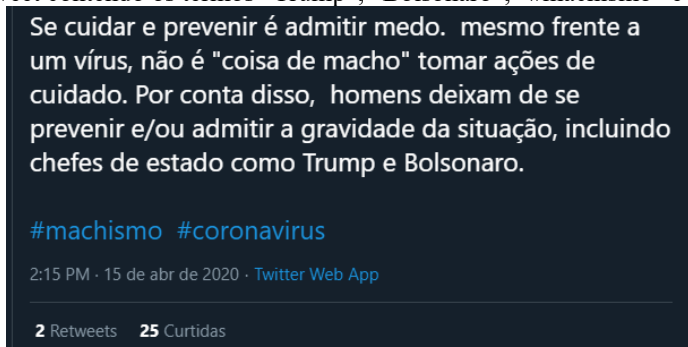 Se cuidar e prevenir é admitir medo. mesmo frente a
um vírus, não é "coisa de macho" tomar ações de
cuidado. Por conta disso, homens deixam de se
prevenir e/ou admitir a gravidade da situação, incluindo
chefes de estado como Trump e Bolsonaro.
#machismo #coronavirus
2:15 PM · 15 de abr de 2020 · Twitter Web App
2 Retweets 25 Curtidas